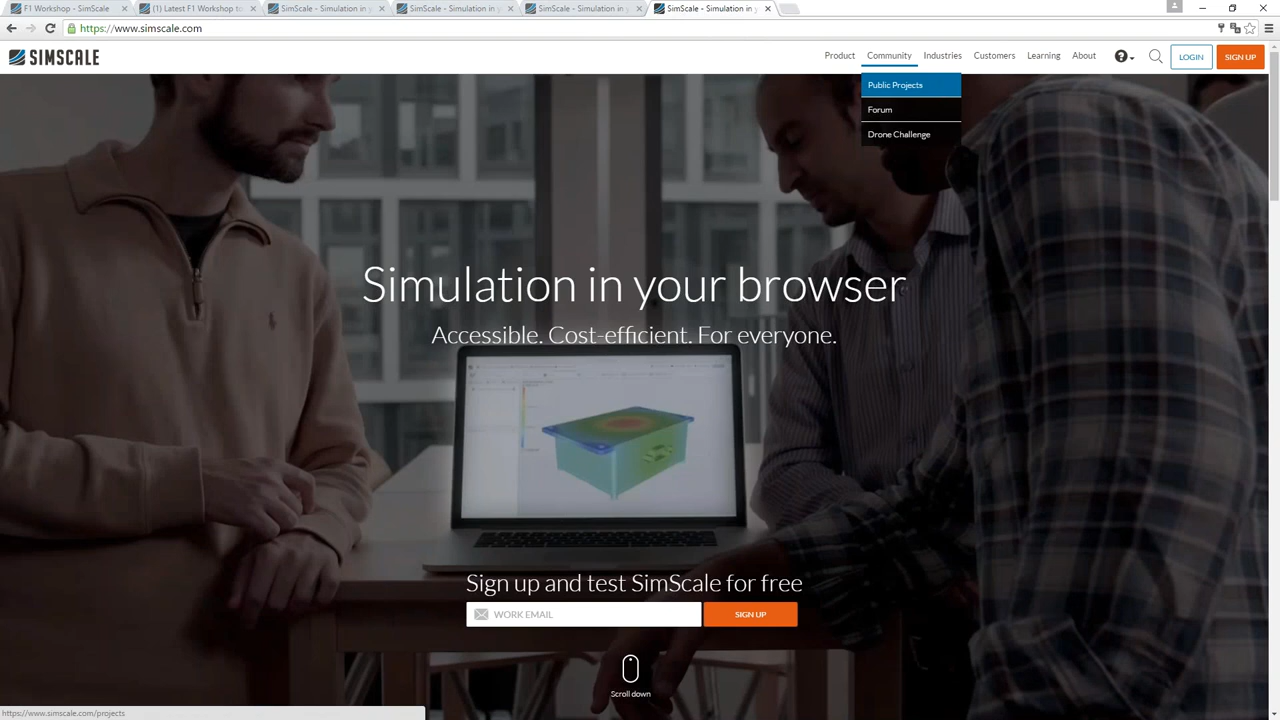 F1 Workshop - SimScale
(1) Latest F1 Workshop to
SimScale - Simulation in y
SimScale - Simulation in y
SimScale - Simulation in y
SimScale - Simulation in y
https://www.simscale.com
SIMSCALE
Product
Community
Industries
Customers
Learning
About
LOGIN
SIGN UP
Public Projects
Forum
Drone Challenge
Simulation in your browser
Accessible. Cost-efficient. For everyone.
Sign up and test SimScale for free
WORK EMAIL
SIGN UP
Scroll down
https://www.simscale.com/projects